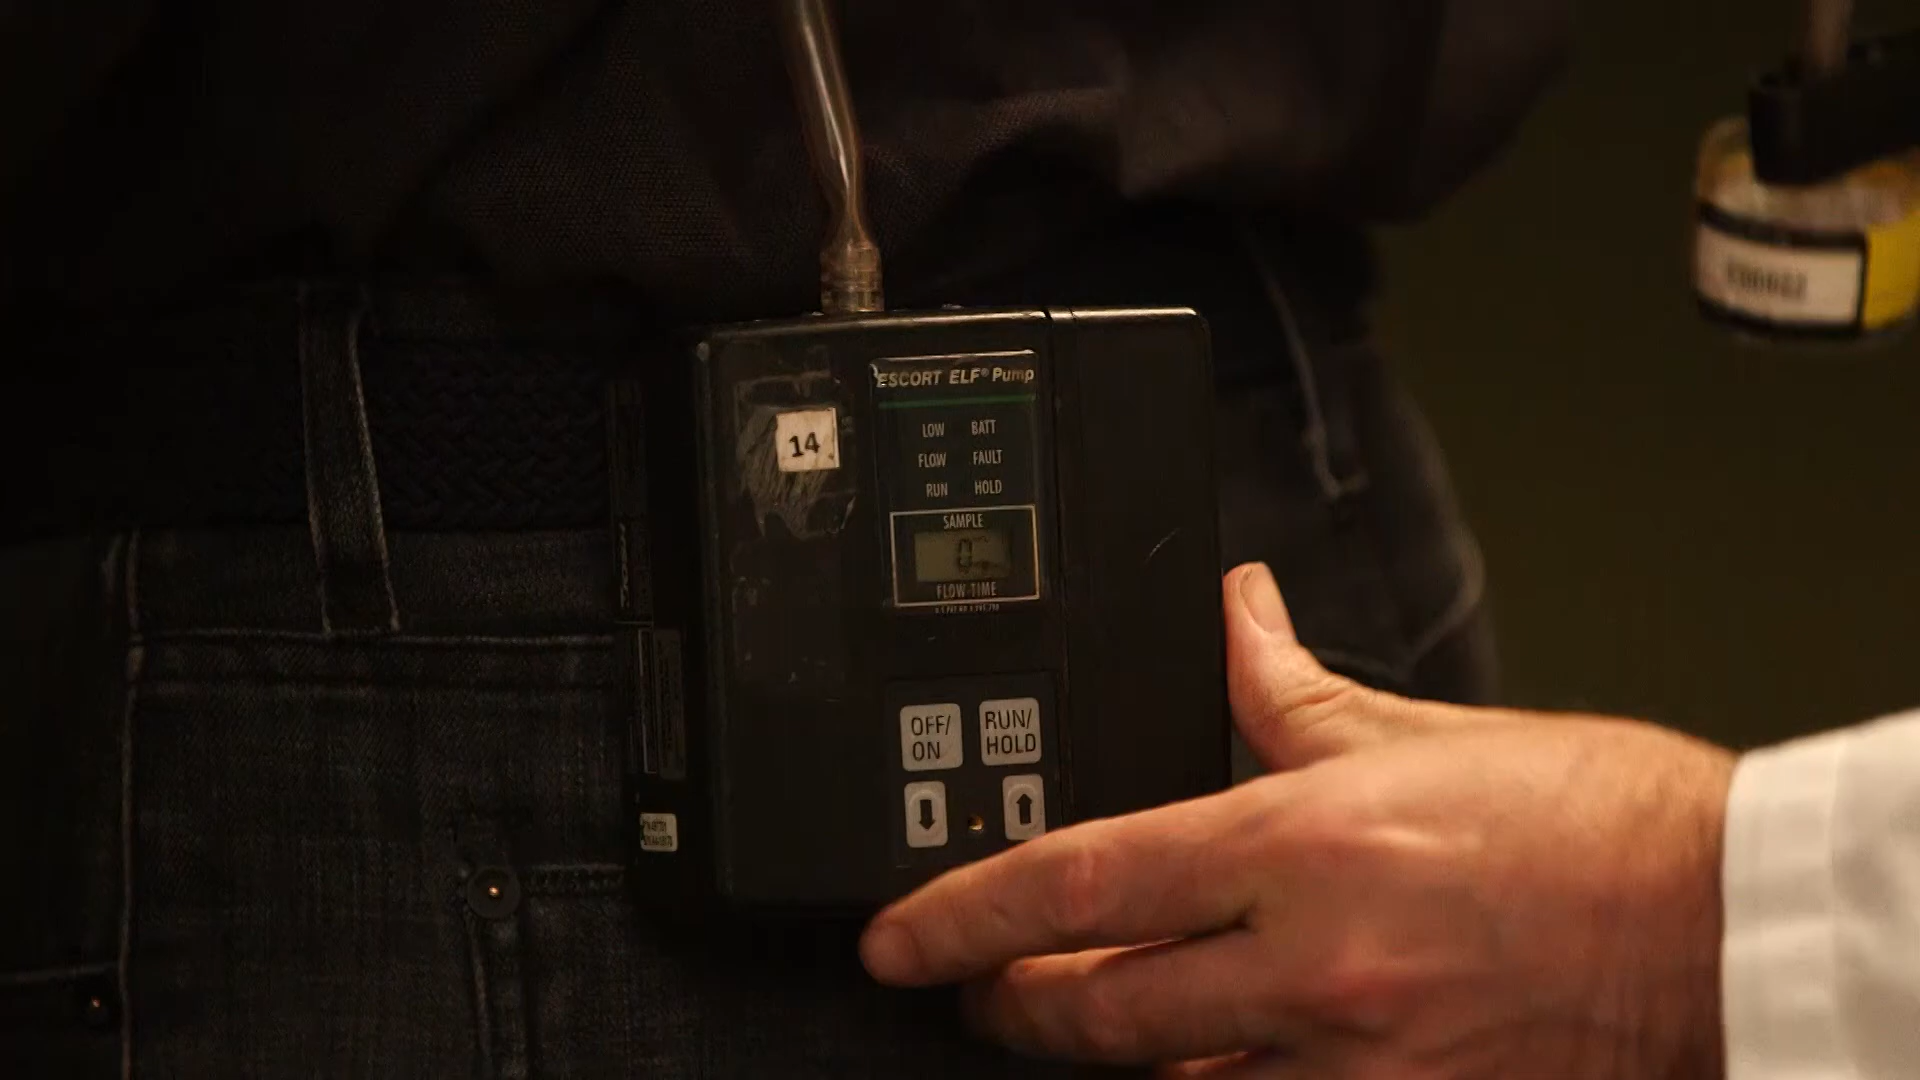 ESCORT ELF® Pump
14
LOW BATT
FLOW FAULT
RUN HOLD
SAMPLE
0
FLOW TIME
OFF/
ON
RUN/
HOLD